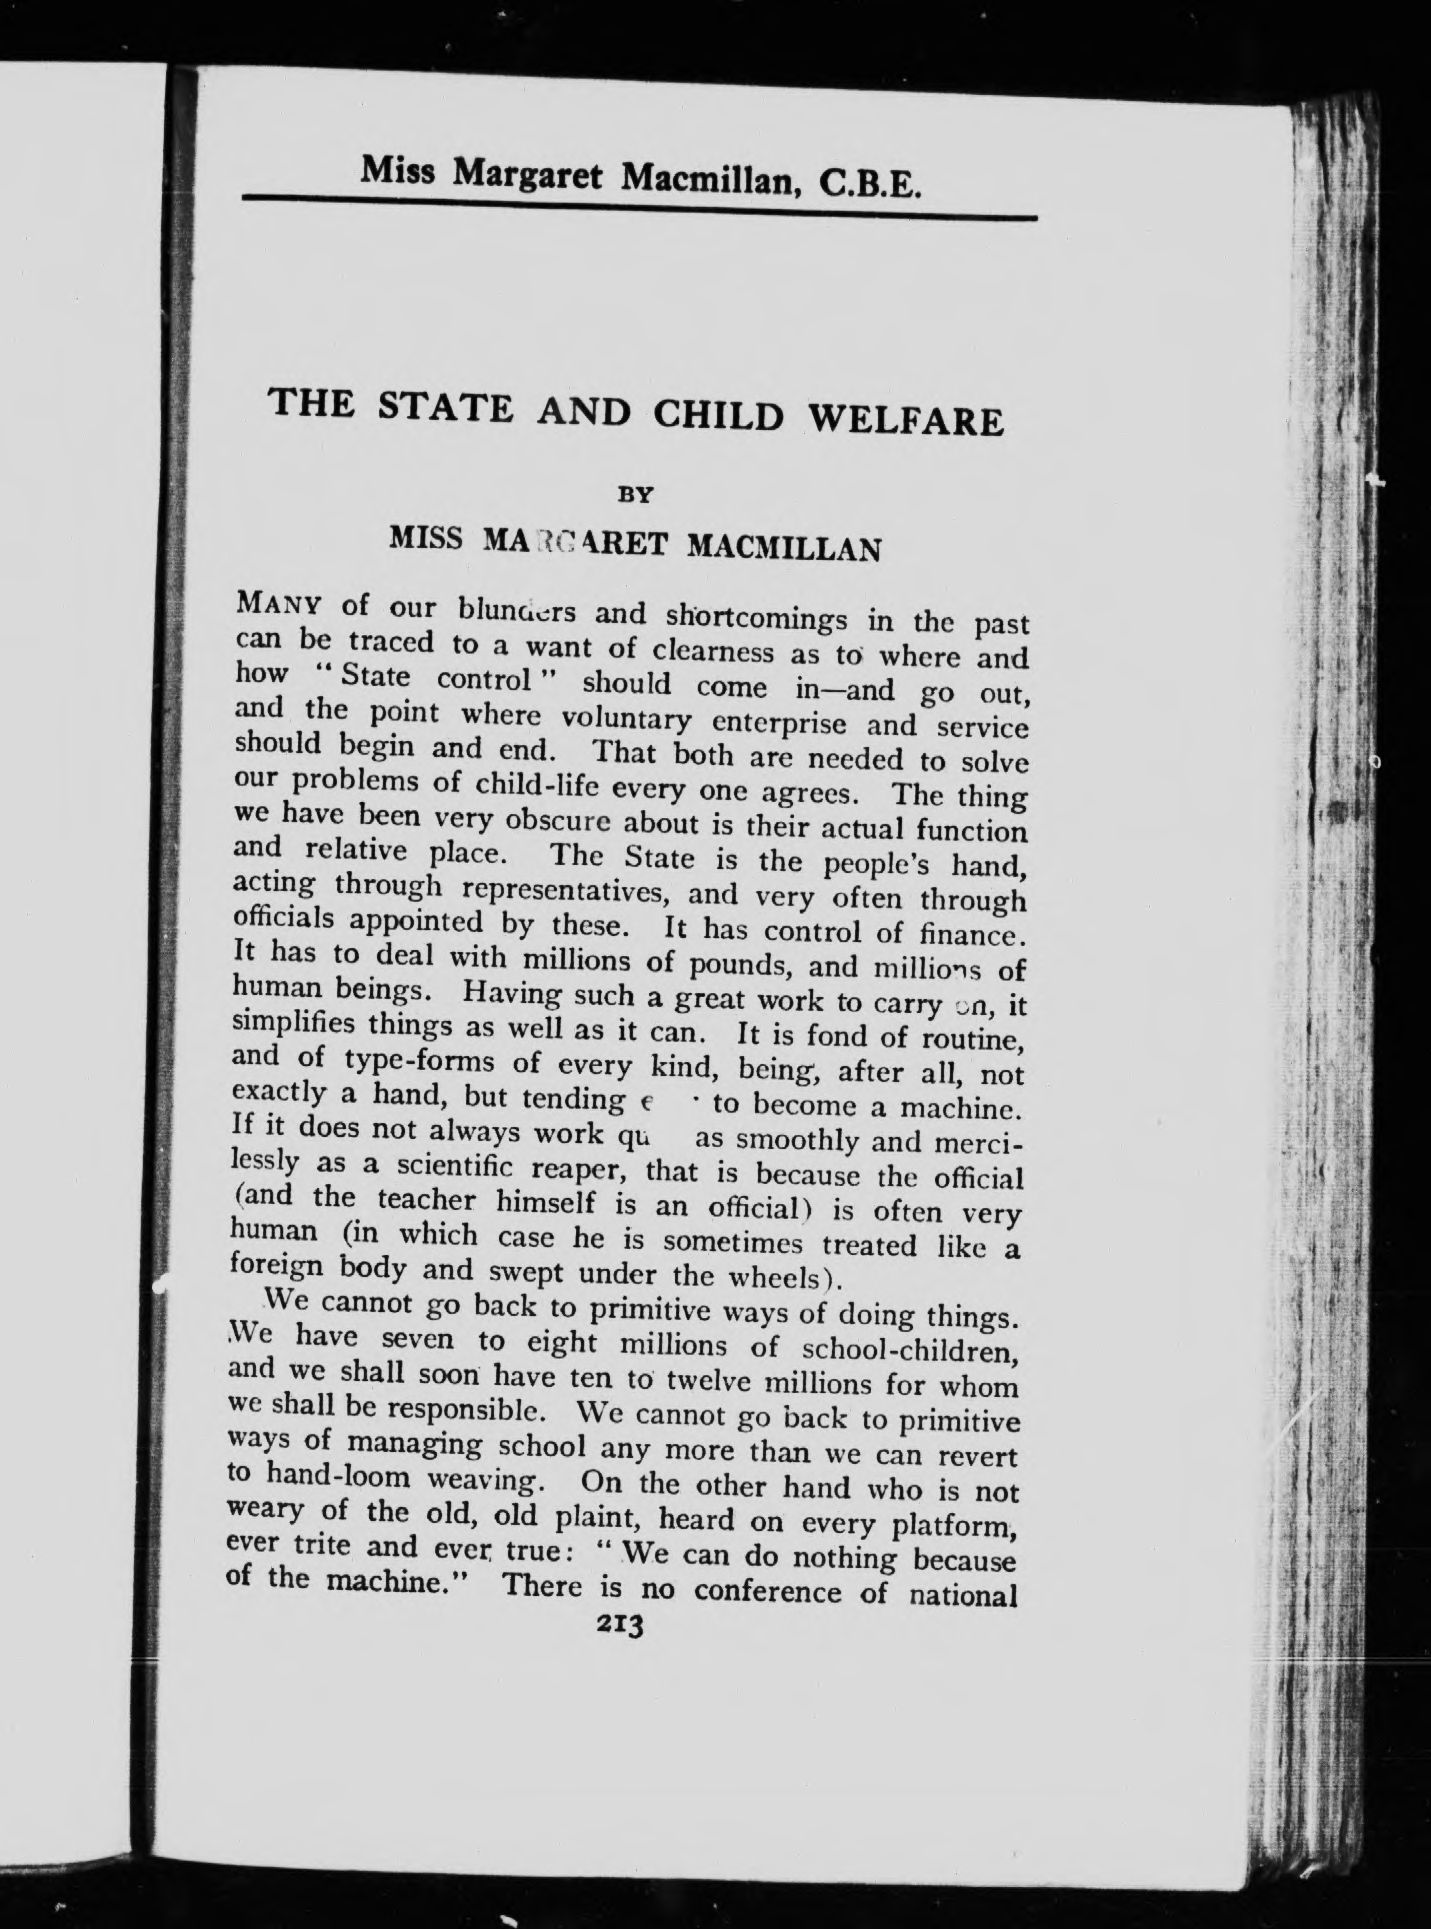 Miss Margaret Macmillan, C.B.E.
THE STATE AND CHILD WELFARE
BY
MISS MARGARET MACMILLAN
MANY of our blunders and shortcomings in the past
can be traced to a want of clearness as to where and
how “ State control ” should come in—and go out,
and the point where voluntary enterprise and service
should begin and end. That both are needed to solve
our problems of child-life every one agrees. The thing
we have been very obscure about is their actual function
and relative place. The State is the people's hand,
acting through representatives, and very often through
officials appointed by these. It has control of finance.
It has to deal with millions of pounds, and millions of
human beings. Having such a great work to carry on, it
simplifies things as well as it can. It is fond of routine,
and of type-forms of every kind, being, after all, not
exactly a hand, but tending to become a machine.
If it does not always work as smoothly and merci-
lessly as a scientific reaper, that is because the official
(and the teacher himself is an official) is often very
human (in which case he is sometimes treated like a
foreign body and swept under the wheels).
We cannot go back to primitive ways of doing things.
We have seven to eight millions of school-children,
and we shall soon have ten to twelve millions for whom
we shall be responsible. We cannot go back to primitive
ways of managing school any more than we can revert
to hand-loom weaving. On the other hand who is not
weary of the old, old plaint, heard on every platform,
ever trite and ever true: “ We can do nothing because
of the machine.” There is no conference of national
213